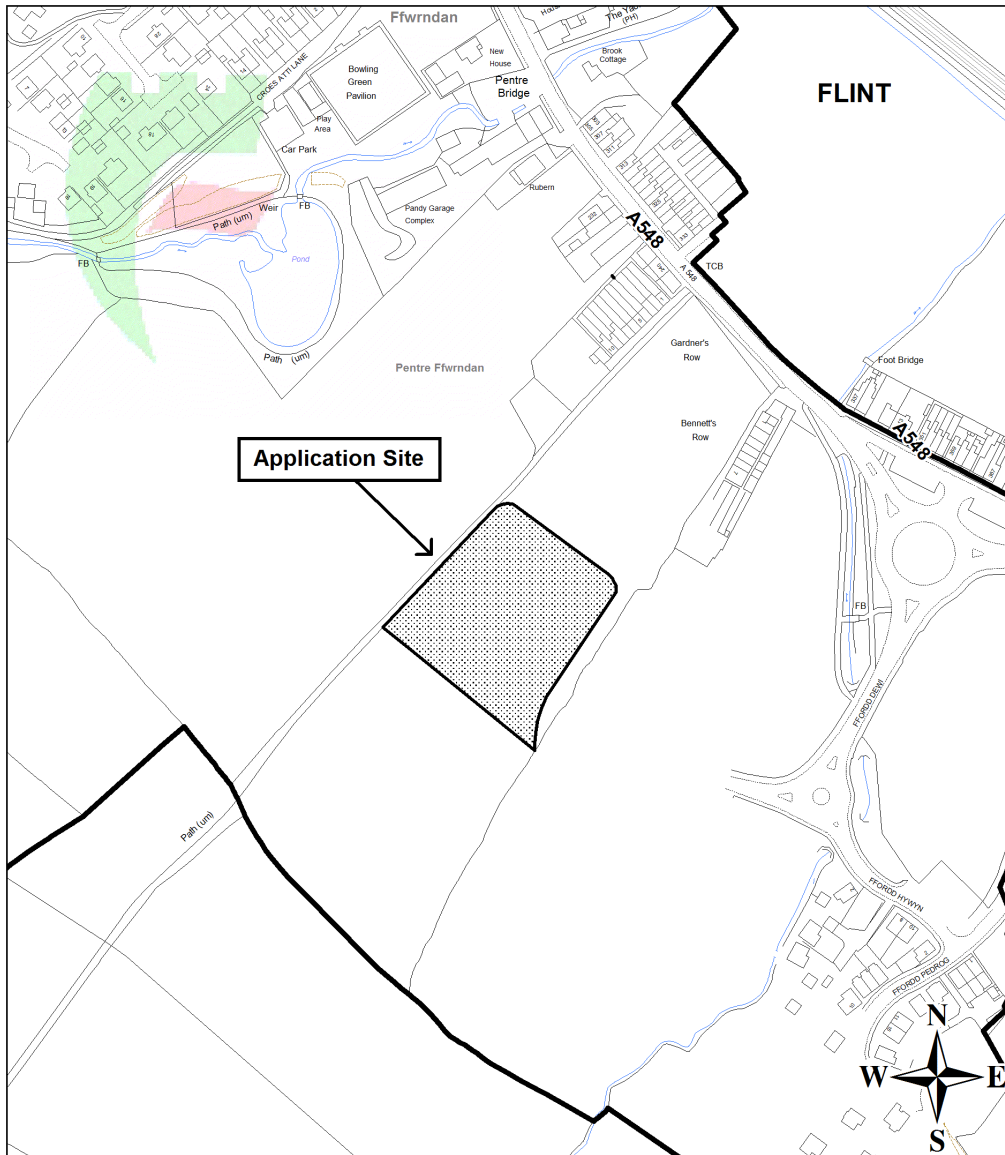 Ffwrndan
The Ya
(PH)
New
House
Brook
Cottage
Bowling
Green
Pavilion
Pentre
Bridge
FLINT
CROES ATTI LANE
Play
Area
Car Park
Rubern
Weir
FB
Path (um)
Pandy Garage
Complex
A548
A 548
TCB
FB
Pond
Path (um)
Gardner's
Row
Foot Bridge
Pentre Ffwrndan
Bennett's
Row
A548
Application Site
FB
FFORDD DEWI
Path (um)
FFORDD HYWYN
FFORDD PEDROG
N
W
E
S